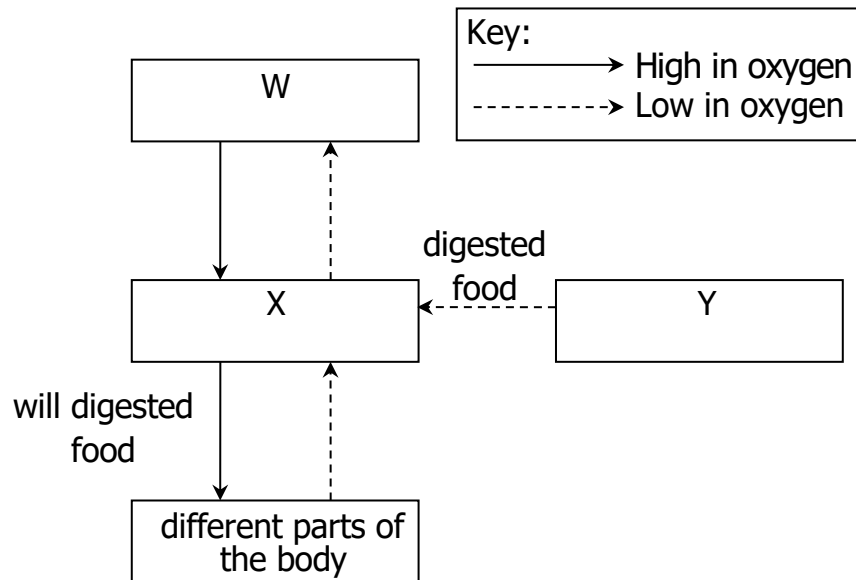 Key:
High in oxygen
Low in oxygen
W
digested
food
X
Y
will digested
food
different parts of
the body